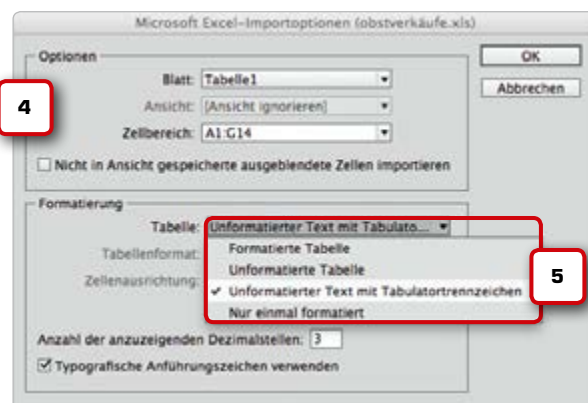 Microsoft Excel-Importoptionen (obstverkäufe.xls)
Optionen
OK
4
Blatt: Tabelle1
Abbrechen
Ansicht: [Ansicht ignorieren]
Zellbereich: A1:G14
Nicht in Ansicht gespeicherte ausgeblendete Zellen importieren
Formatierung
Tabelle: Unformatierter Text mit Tabulato...
Tabellenformat:
Formatierte Tabelle
Unformatierte Tabelle
5
Zellenausrichtung:
Unformatierter Text mit Tabulatortrennzeichen
Nur einmal formatiert
Anzahl der anzuzeigenden Dezimalstellen: 3
Typografische Anführungszeichen verwenden